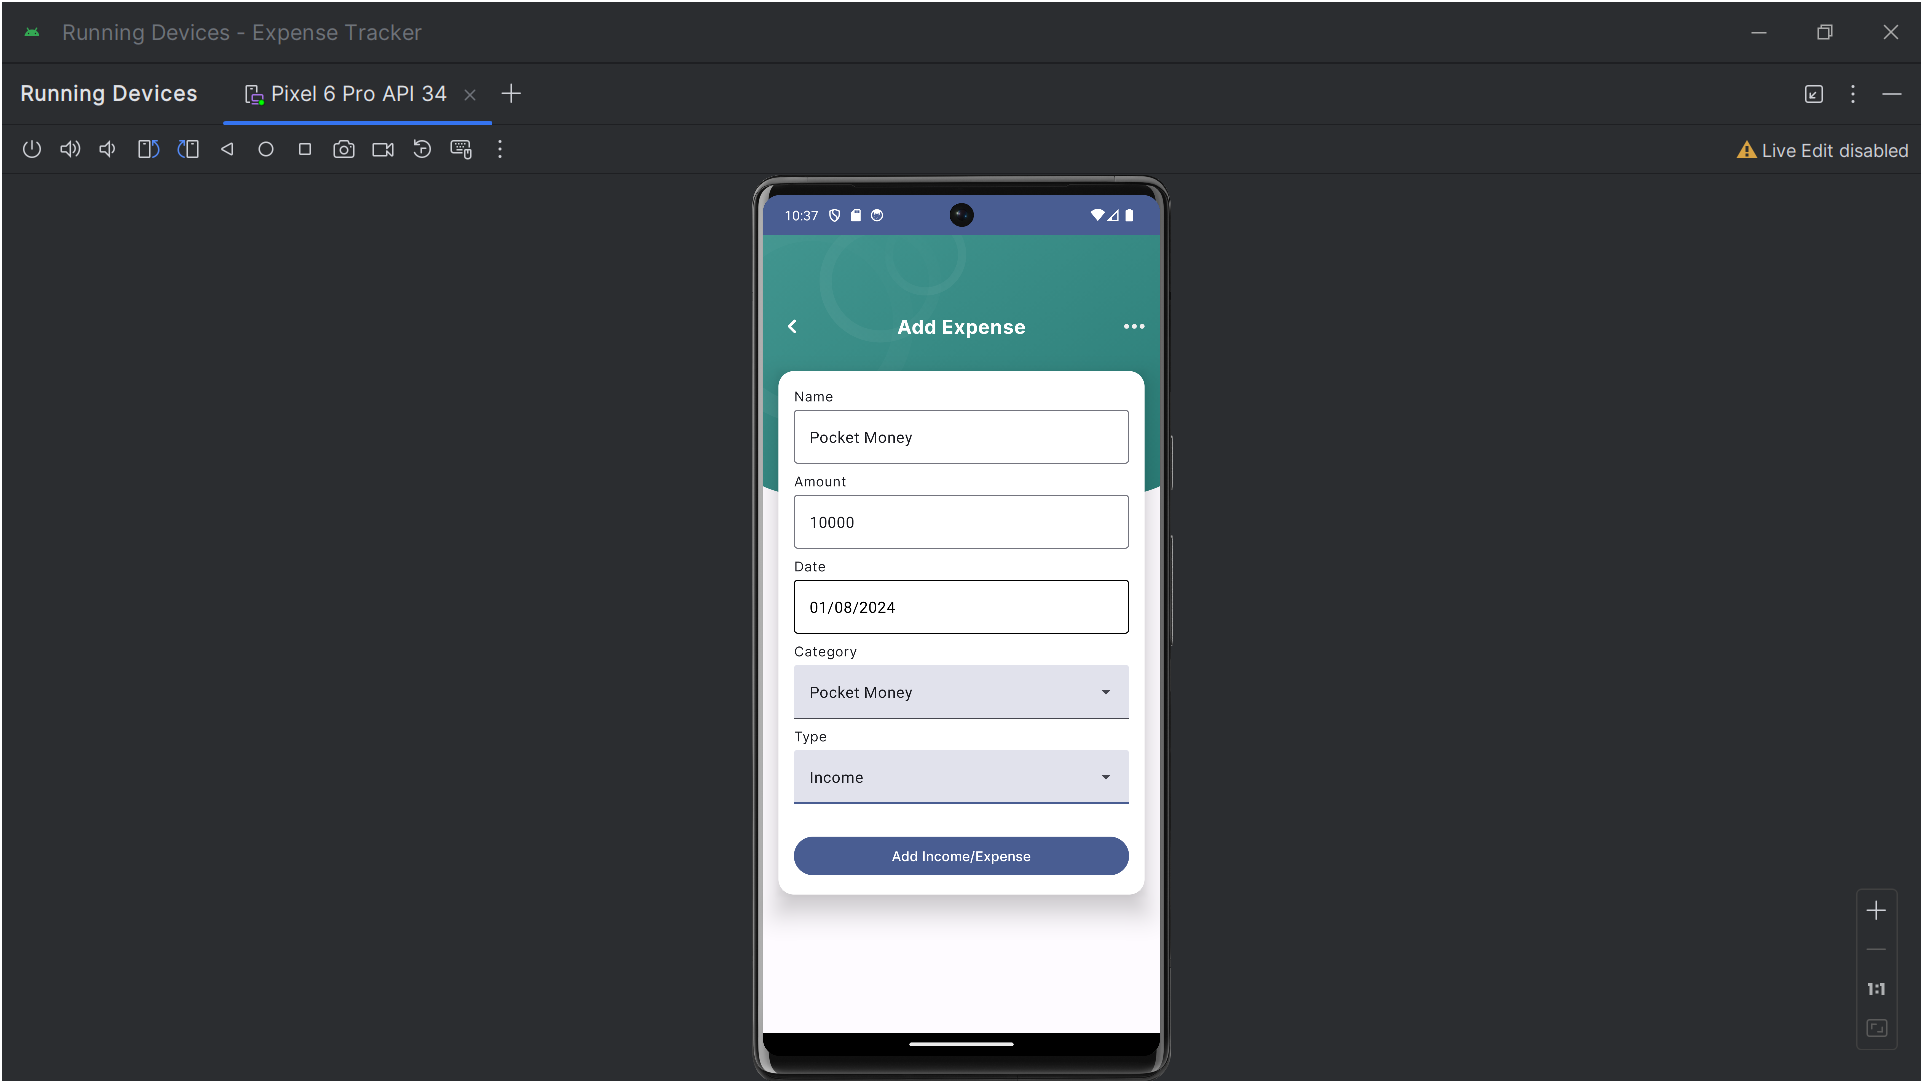 Running Devices - Expense Tracker
Running Devices
Pixel 6 Pro API 34
Live Edit disabled
10:37
Add Expense
Name
Pocket Money
Amount
10000
Date
01/08/2024
Category
Pocket Money
Type
Income
Add Income/Expense
1:1